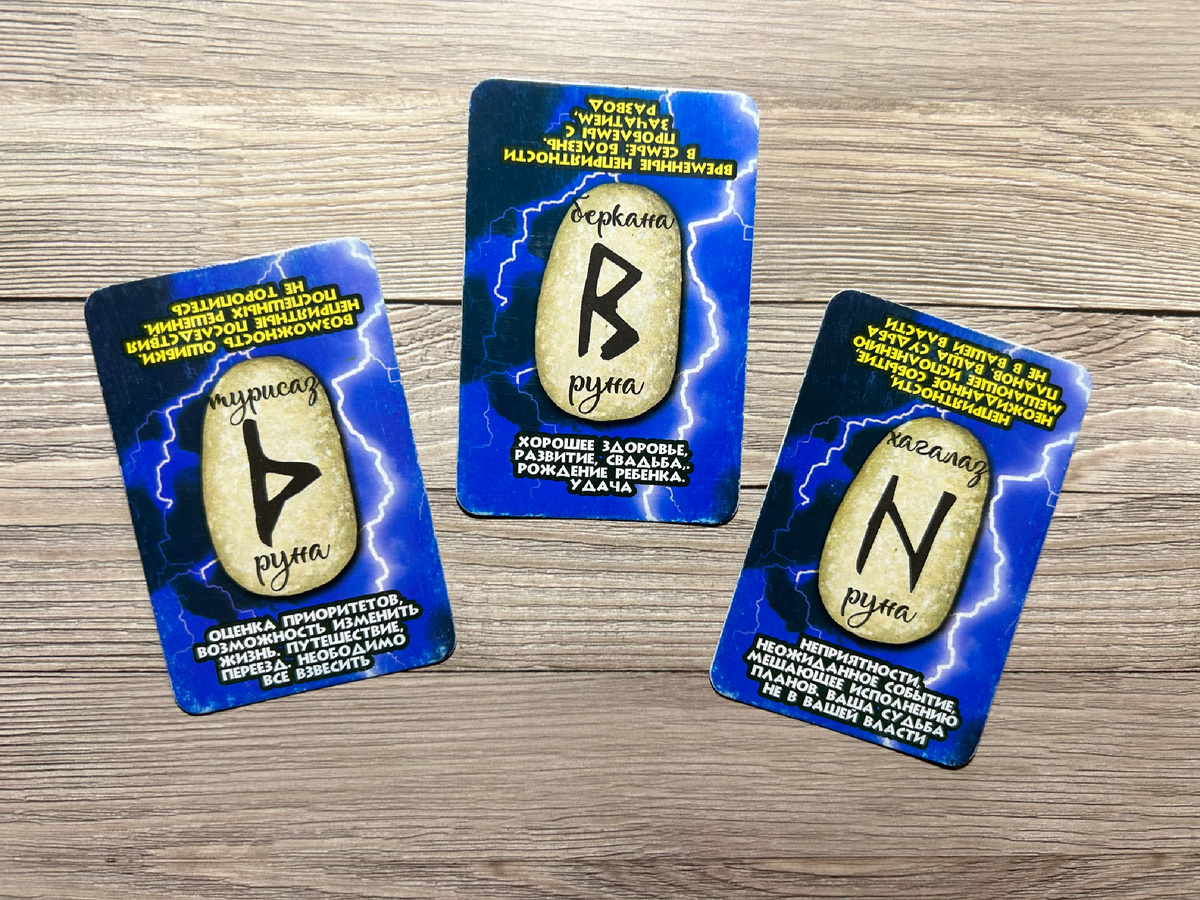 ВОЗМОЖНОСТЬ ОШИБКИ.
НЕПРИЯТНЫЕ ПОСЛЕДСТВИЯ
ПОСПЕШНЫХ РЕШЕНИЙ.
НЕ ТОРОПИТЕСЬ
турисаз
руна
ОЦЕНКА ПРИОРИТЕТОВ,
ВОЗМОЖНОСТЬ ИЗМЕНИТЬ
ЖИЗНЬ. ПУТЕШЕСТВИЕ,
ПЕРЕЕЗД. НЕОБОДИМО
ВСЕ ВЗВЕСИТЬ
ВРЕМЕННЫЕ НЕПРИЯТНОСТИ
В СЕМЬЕ: БОЛЕЗНЬ,
ПРОБЛЕМЫ С
ЗАЧАТИЕМ,
РАЗВОД
беркана
руна
ХОРОШЕЕ ЗДОРОВЬЕ,
РАЗВИТИЕ, СВАДЬБА,.
РОЖДЕНИЕ РЕБЕНКА.
УДАЧА
НЕПРИЯТНОСТИ.
НЕОЖИДАННОЕ СОБЫТИЕ,
МЕШАЮЩЕЕ ИСПОЛНЕНИЮ
ПЛАНОВ. ВАША СУДЬБА
НЕ В В ВАШЕЙ ВЛАСТИ
хагалаз
руна
НЕПРИЯТНОСТИ.
НЕОЖИДАННОЕ СОБЫТИЕ,
МЕШАЮЩЕЕ ИСПОЛНЕНИЮ
ПЛАНОВ. ВАША СУДЬБА
НЕ В ВАШЕЙ ВЛАСТИ